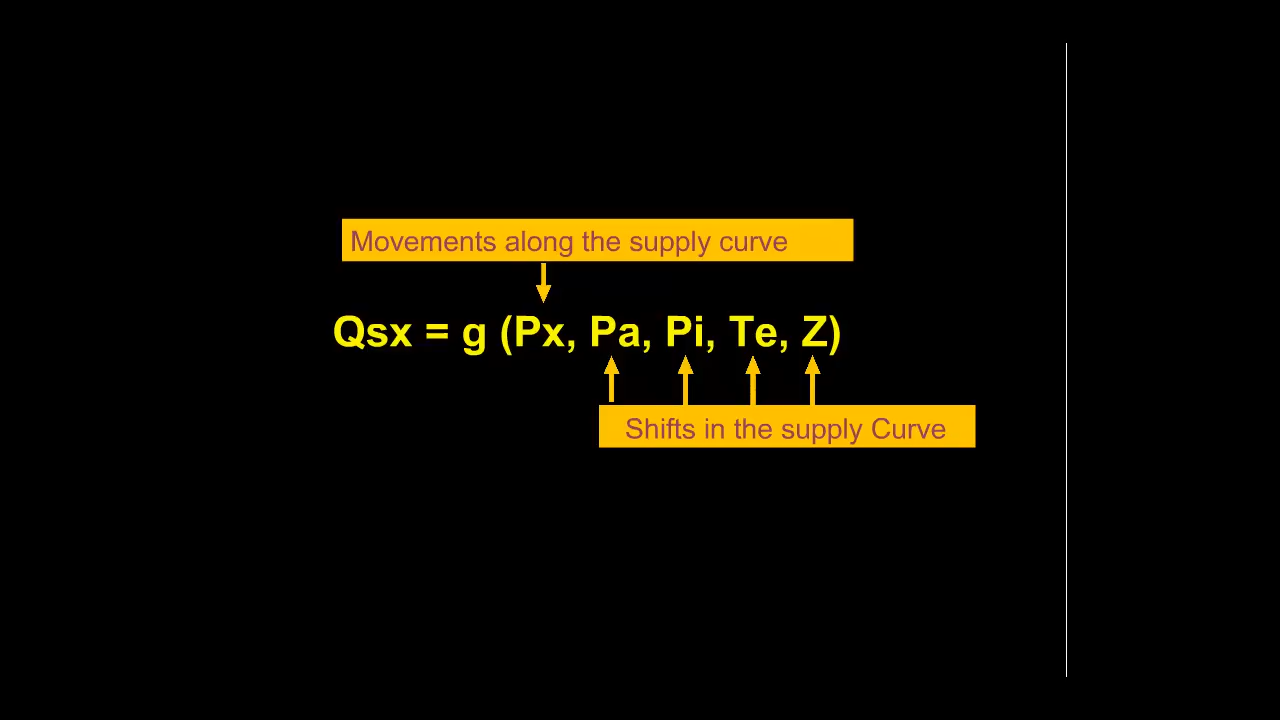 Movements along the supply curve
Qsx = g (Px, Pa, Pi, Te, Z)
Shifts in the supply Curve